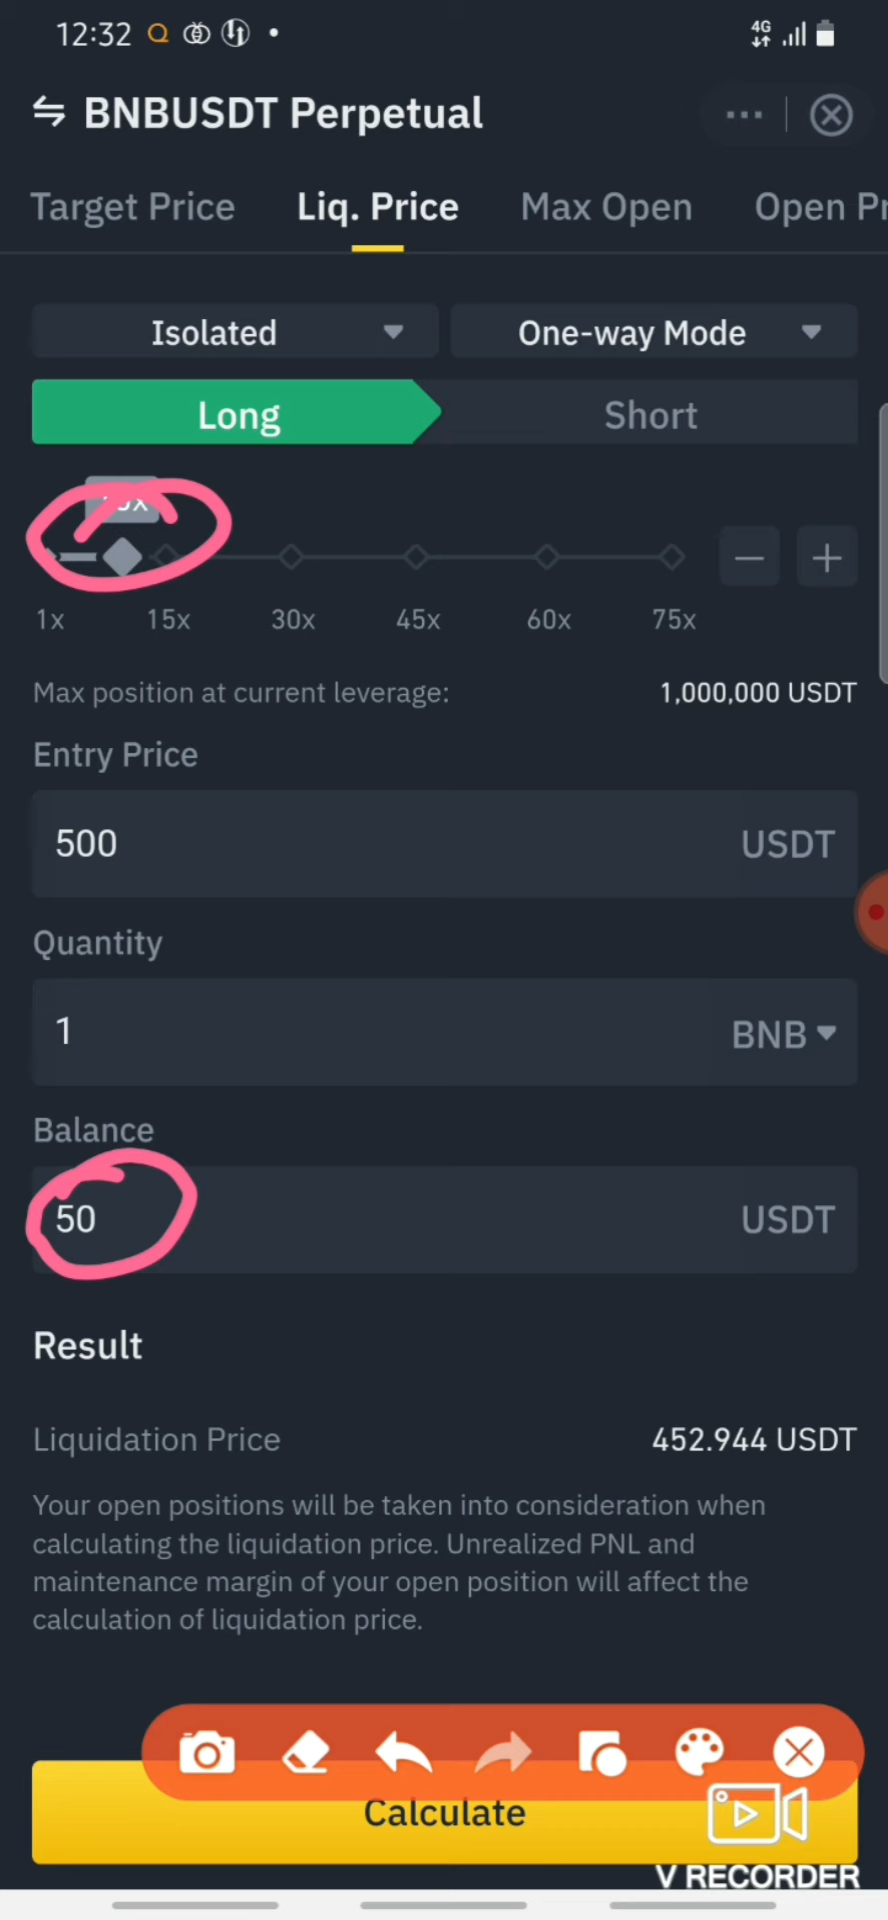 12:32
4G
BNBUSDT Perpetual
Target Price Liq. Price Max Open Open Pr
Isolated One-way Mode
Long Short
1x 15x 30x 45x 60x 75x
Max position at current leverage: 1,000,000 USDT
Entry Price
500 USDT
Quantity
1 BNB
Balance
50 USDT
Result
Liquidation Price 452.944 USDT
Your open positions will be taken into consideration when
calculating the liquidation price. Unrealized PNL and
maintenance margin of your open position will affect the
calculation of liquidation price.
Calculate
V RECORDER